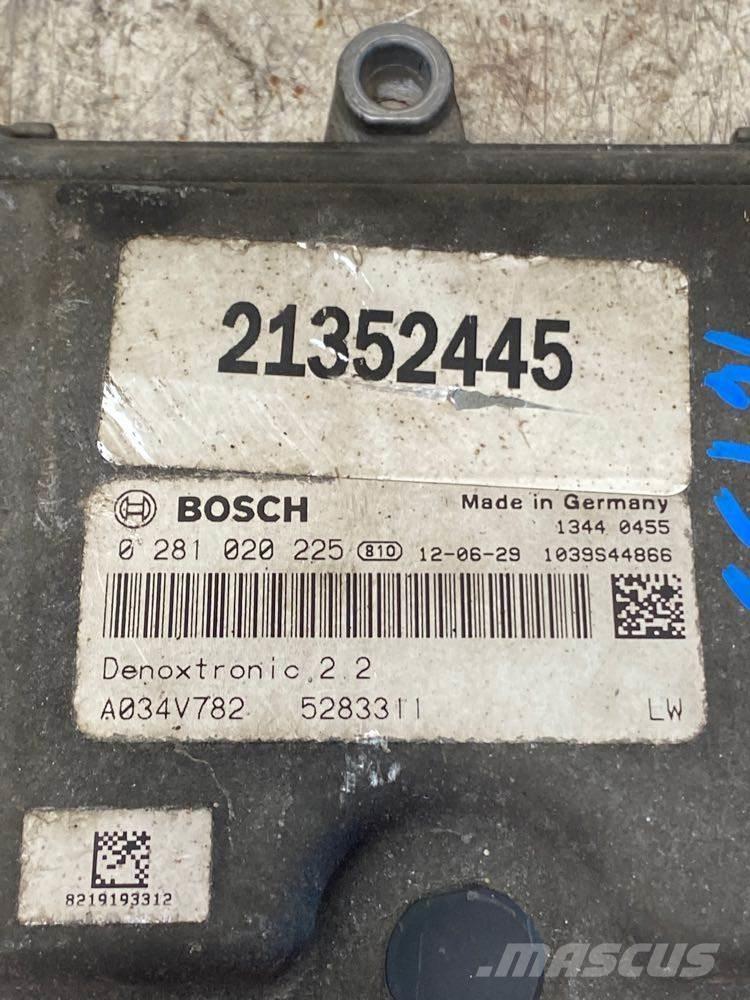 21352445
BOSCH
Made in Germany
1344 0455
0 281 020 225 810 12-06-29 1039S44866
Denoxtronic 2.2
A034V782 5283311
LW
8219193312
MASCUS